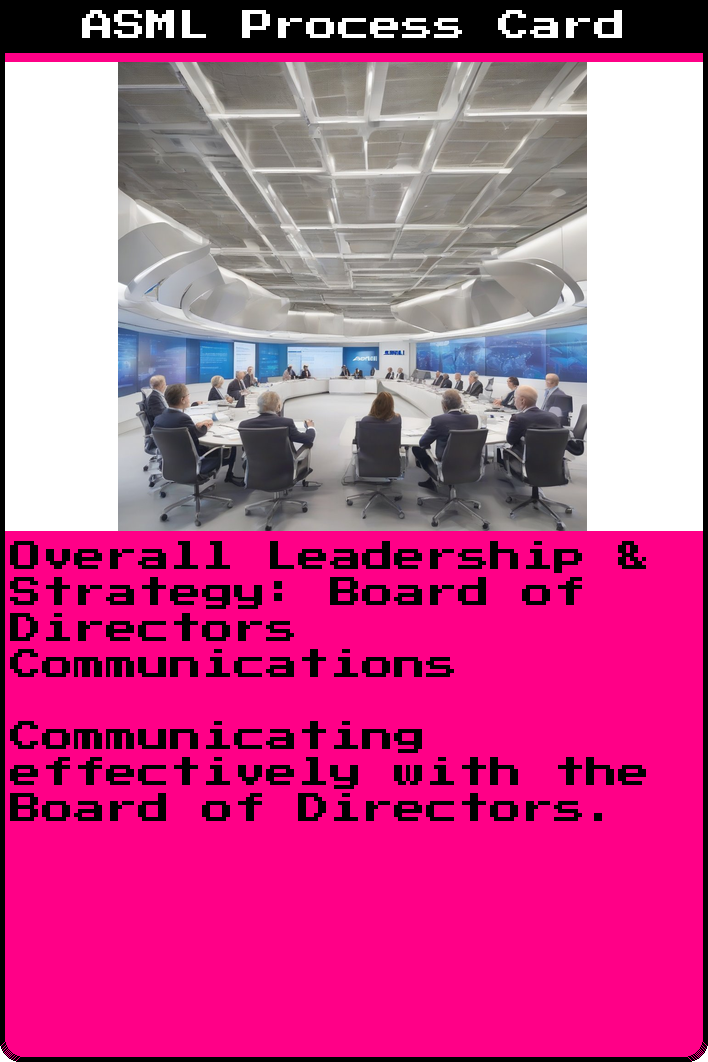 ASML Process Card
Overall Leadership &
Strategy: Board of
Directors
Communications
Communicating
effectively with the
Board of Directors.